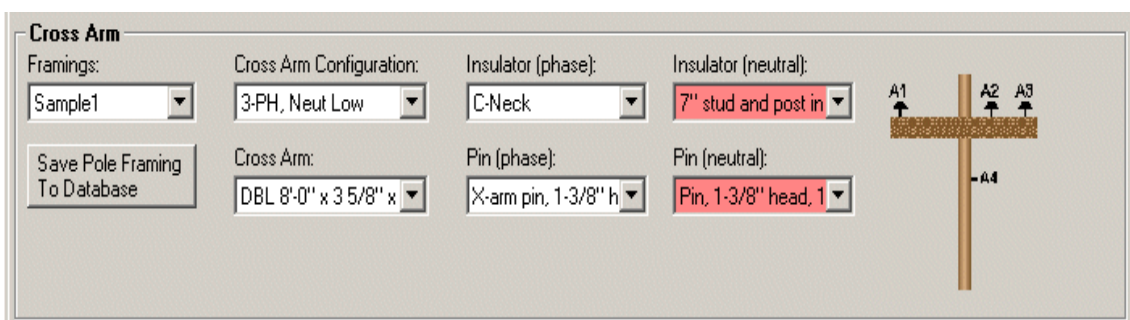 Cross Arm
Framings: Cross Arm Configuration: Insulator (phase): Insulator (neutral):
Sample1 3-PH, Neut Low C-Neck 7" stud and post in
A1 A2 A3
Save Pole Framing
To Database
Cross Arm: Pin (phase): Pin (neutral):
DBL 8'-0" x 3 5/8" x X-arm pin, 1-3/8" h Pin, 1-3/8" head, 1
A4